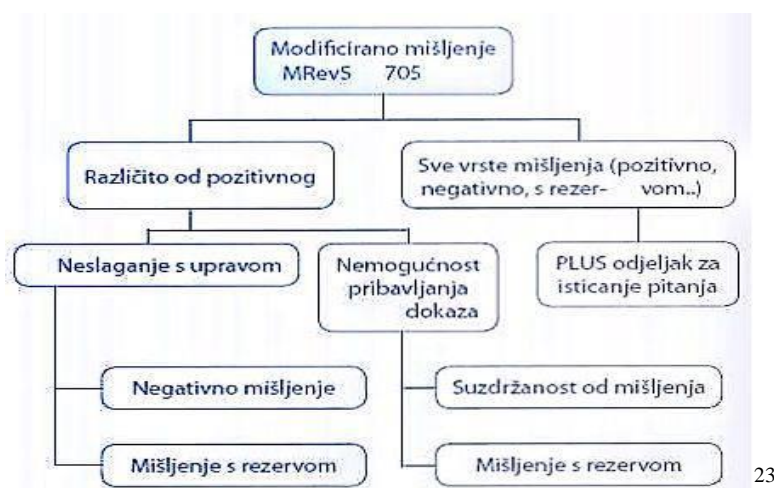 Modificirano mišljenje
MRevS 705
Različito od pozitivnog
Sve vrste mišljenja (pozitivno,
negativno, s rezer- vom..)
Neslaganje s upravom
Nemogućnost
pribavljanja
dokaza
PLUS odjeljak za
isticanje pitanja
Negativno mišljenje
Suzdržanost od mišljenja
Mišljenje s rezervom
Mišljenje s rezervom
23